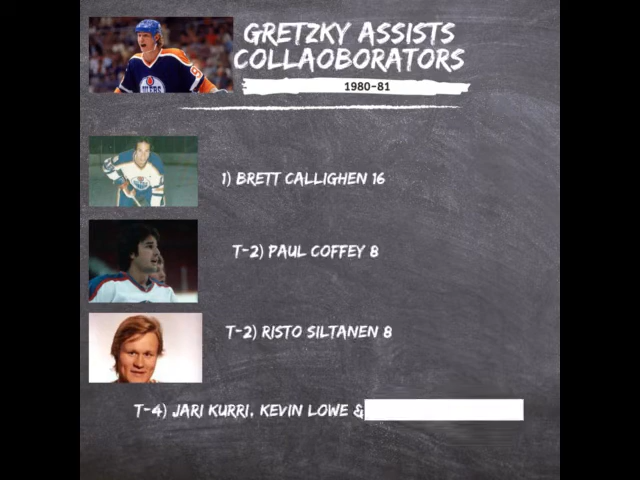 GRETZKY ASSISTS
COLLAOBORATORS
1980-81
1) BRETT CALLIGHEN 16
T-2) PAUL COFFEY 8
T-2) RISTO SILTANEN 8
T-4) JARI KURRI, KEVIN LOWE &